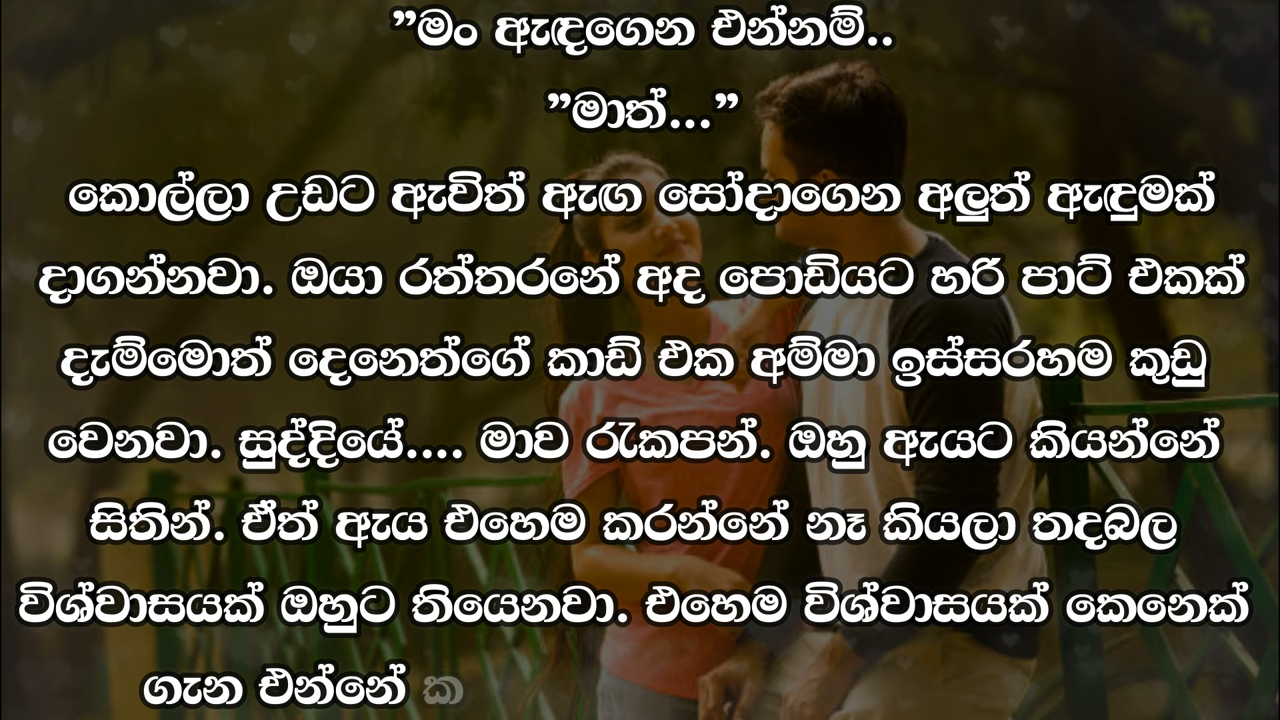 ”මං ඇඳගෙන එන්නම්..
”මාත්...”
කොල්ලා උඩට ඇවිත් ඇඟ සෝදාගෙන අලුත් ඇඳුමක්
දාගන්නවා. ඔයා රත්තරනේ අද පොඩියට හරි පාට් එකක්
දැම්මොත් දෙනෙත්ගේ කාඩ් එක අම්මා ඉස්සරහම කුඩු
වෙනවා. සුද්දියේ.... මාව රැකපන්. ඔහු ඇයට කියන්නේ
සිතින්. ඒත් ඇය එහෙම කරන්නේ නෑ කියලා තදබල
විශ්වාසයක් ඔහුට තියෙනවා. එහෙම විශ්වාසයක් කෙනෙක්
ගැන එන්නේ ක